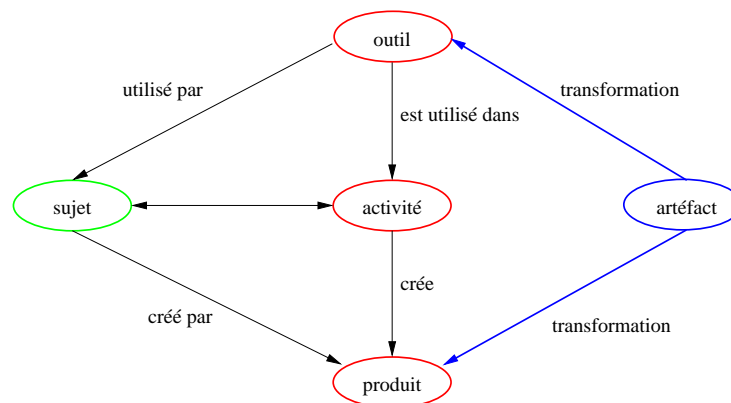 outil
utilisé par
transformation
est utilisé dans
sujet
activité
artéfact
crée
créé par
transformation
produit